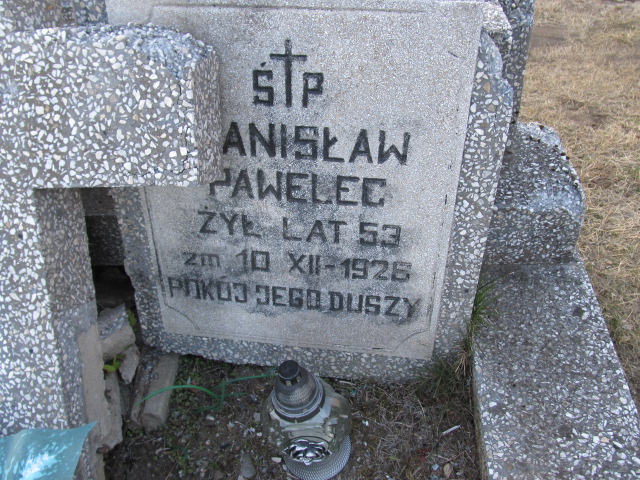 Ś P
ANISŁAW
PAWELEC
ŻYŁ LAT 53
zm 10 XII-1926
POKÓJ JEGO DUSZY